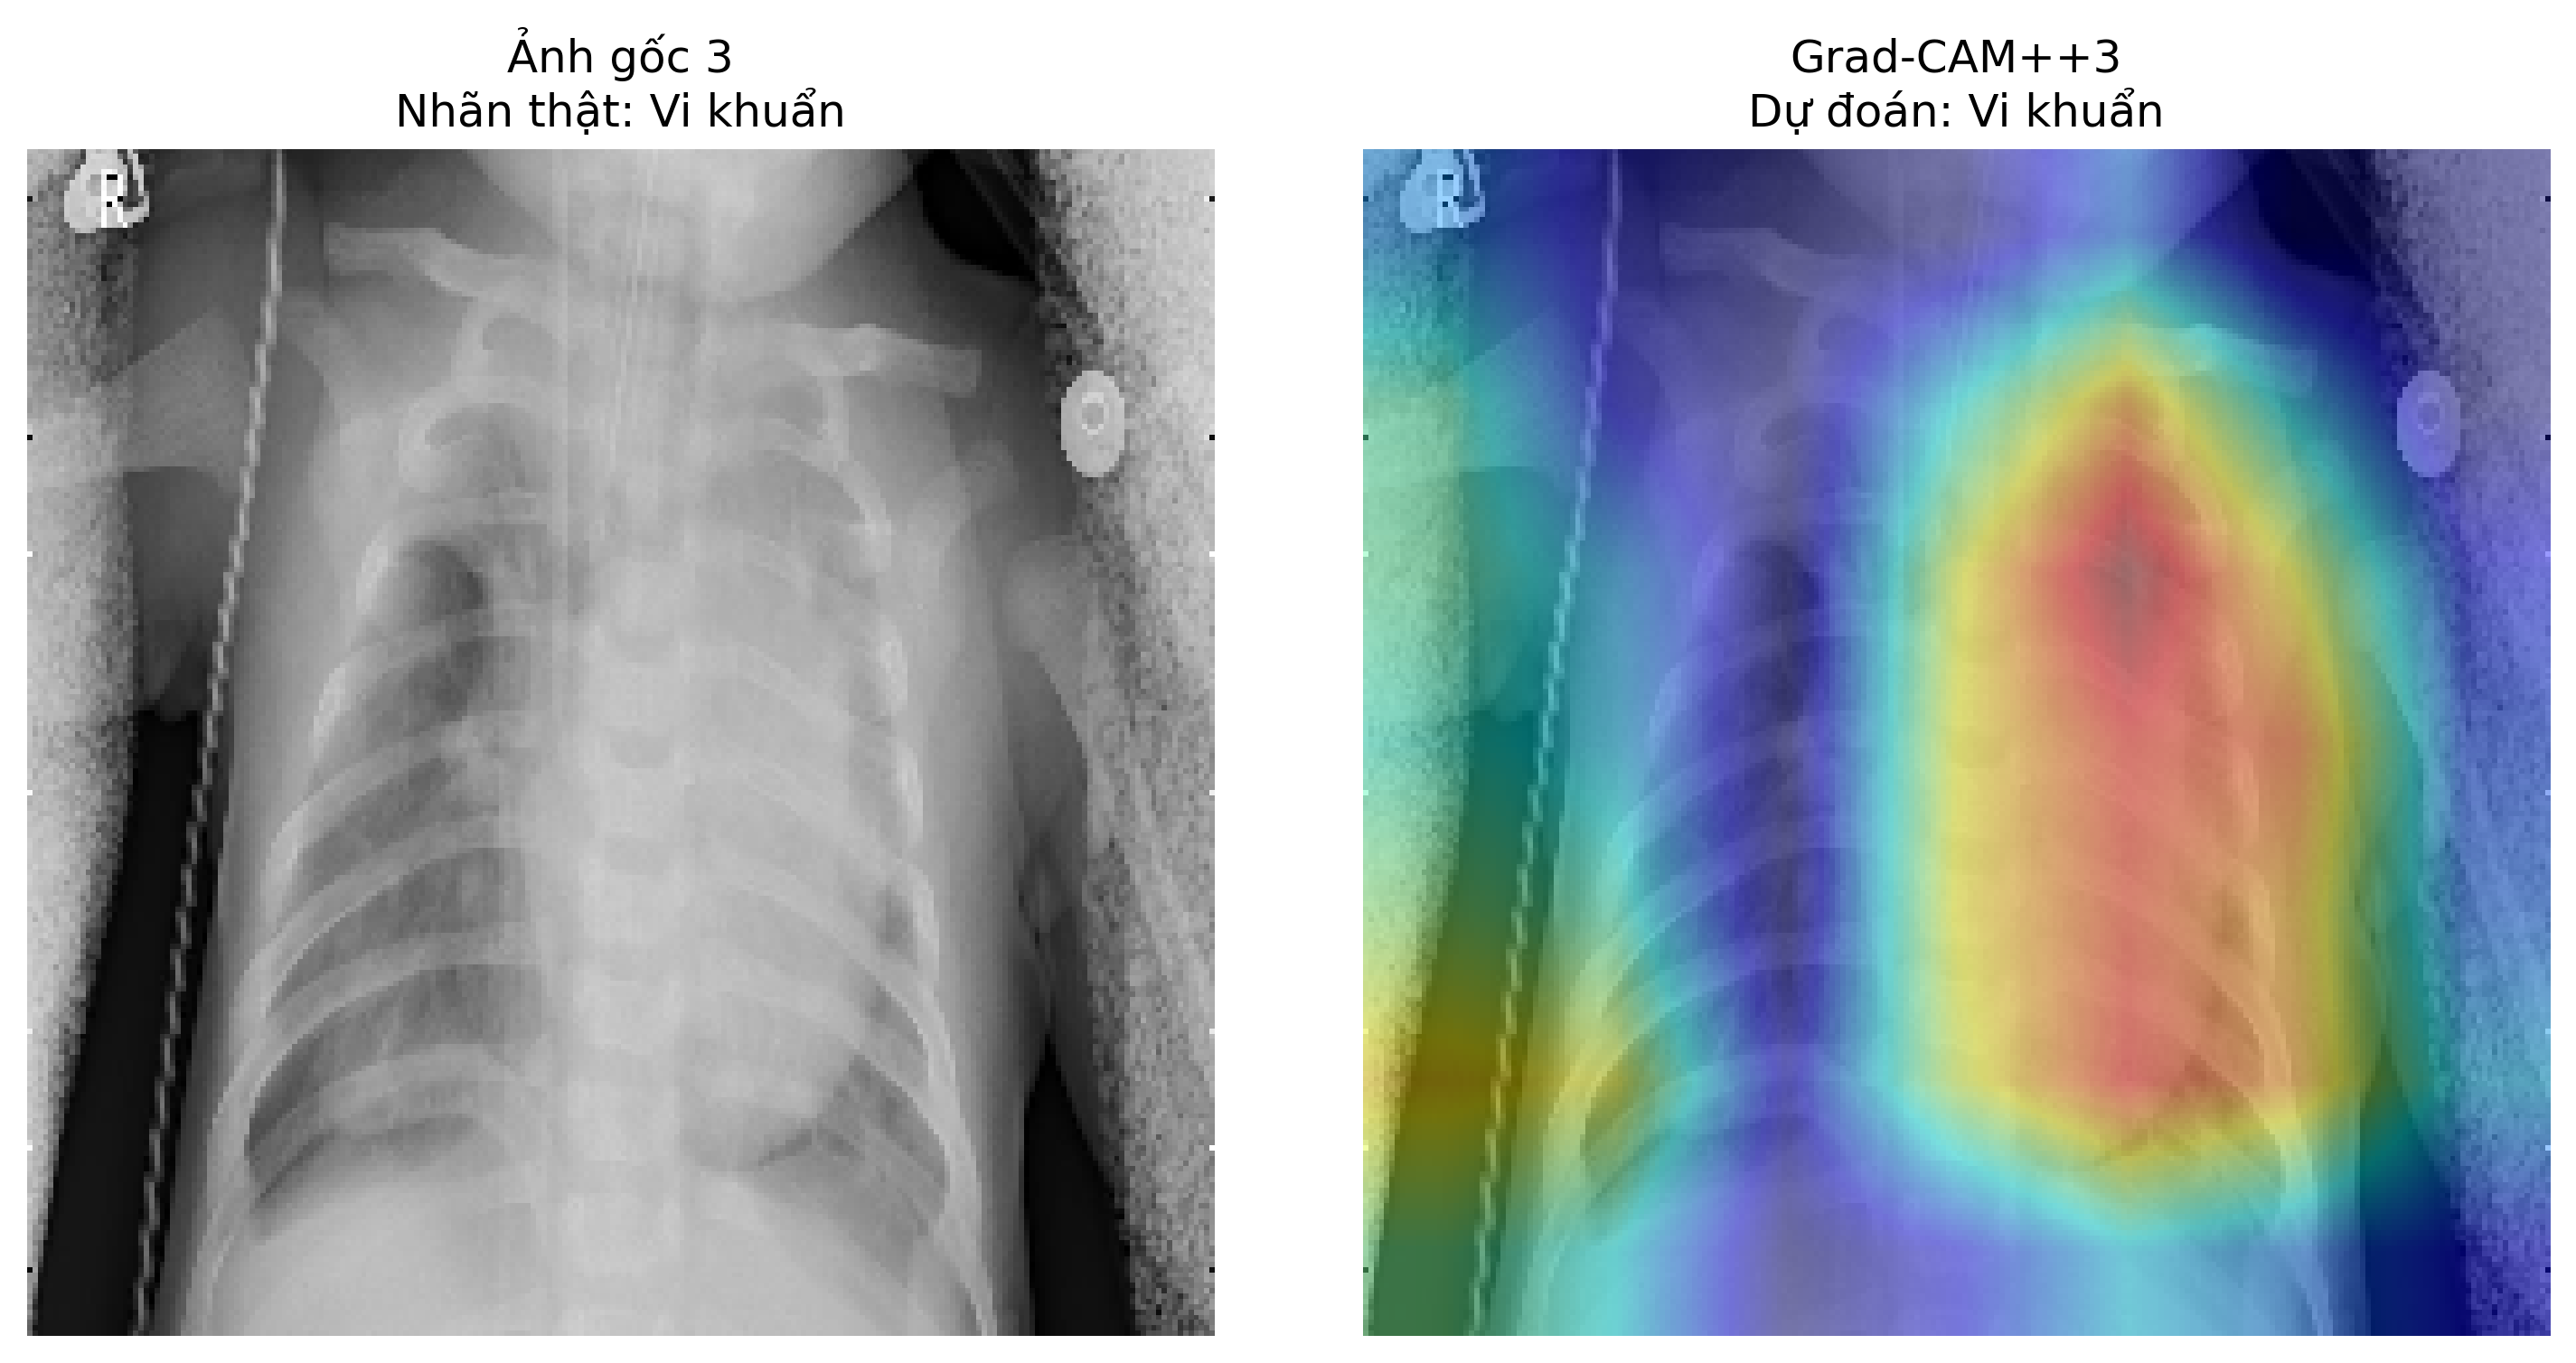 Ảnh gốc 3
Nhãn thật: Vi khuẩn
Grad-CAM++3
Dự đoán: Vi khuẩn
R
R